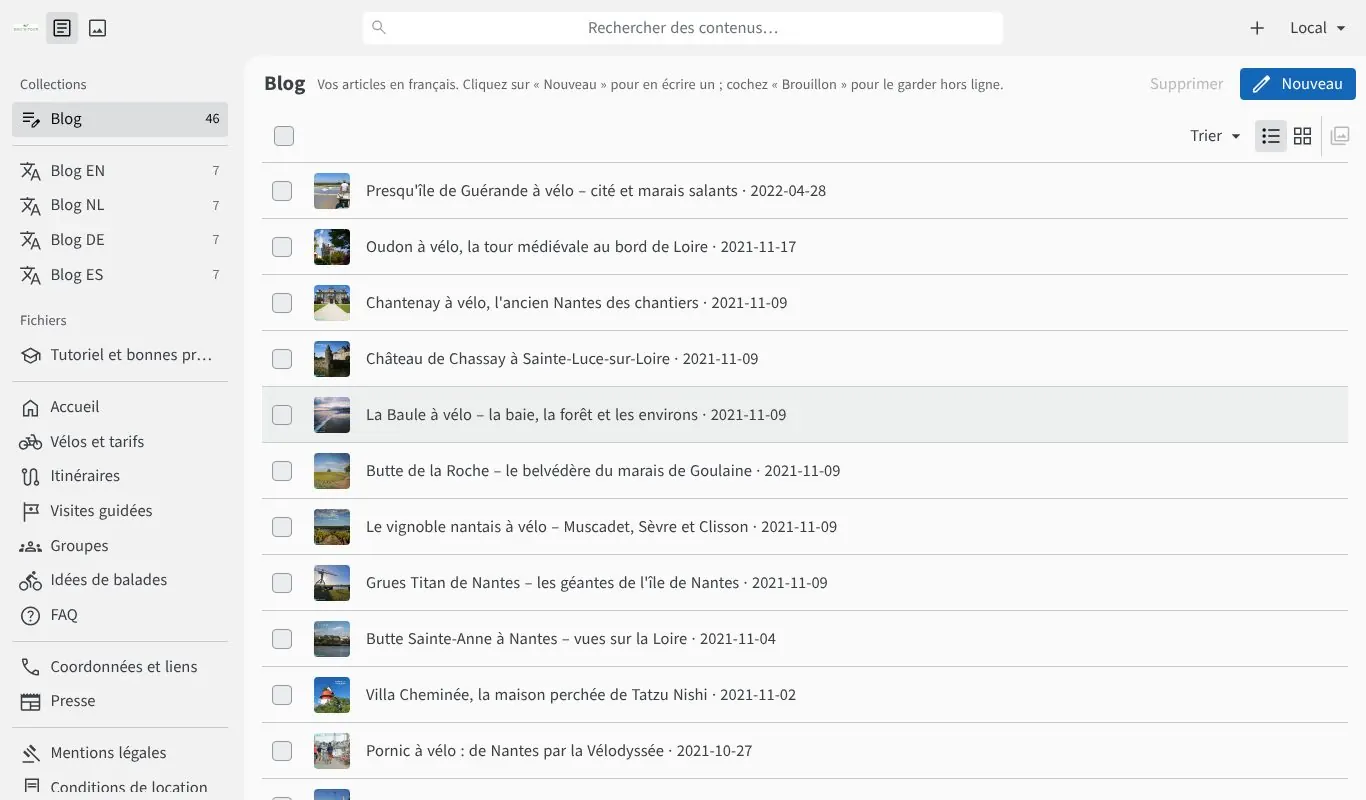 Rechercher des contenus…
Local
Collections
Blog 46
Blog EN 7
Blog NL 7
Blog DE 7
Blog ES 7
Fichiers
Tutoriel et bonnes pr…
Accueil
Vélos et tarifs
Itinéraires
Visites guidées
Groupes
Idées de balades
FAQ
Coordonnées et liens
Presse
Mentions légales
Conditions de location
Blog Vos articles en français. Cliquez sur « Nouveau » pour en écrire un ; cochez « Brouillon » pour le garder hors ligne.
Supprimer
Nouveau
Trier
Presqu'île de Guérande à vélo – cité et marais salants · 2022-04-28
Oudon à vélo, la tour médiévale au bord de Loire · 2021-11-17
Chantenay à vélo, l'ancien Nantes des chantiers · 2021-11-09
Château de Chassay à Sainte-Luce-sur-Loire · 2021-11-09
La Baule à vélo – la baie, la forêt et les environs · 2021-11-09
Butte de la Roche – le belvédère du marais de Goulaine · 2021-11-09
Le vignoble nantais à vélo – Muscadet, Sèvre et Clisson · 2021-11-09
Grues Titan de Nantes – les géantes de l'île de Nantes · 2021-11-09
Butte Sainte-Anne à Nantes – vues sur la Loire · 2021-11-04
Villa Cheminée, la maison perchée de Tatzu Nishi · 2021-11-02
Pornic à vélo : de Nantes par la Vélodyssée · 2021-10-27